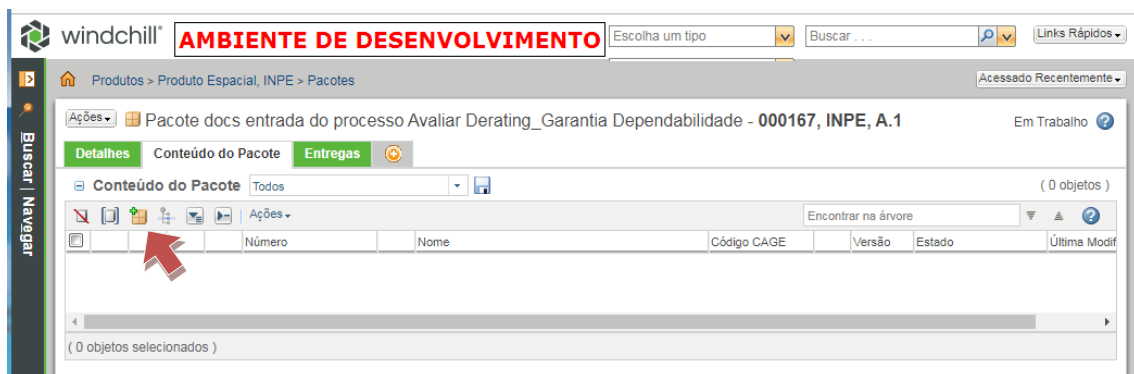 windchill
AMBIENTE DE DESENVOLVIMENTO
Escolha um tipo
Buscar . . .
Links Rápidos
Produtos > Produto Espacial, INPE > Pacotes
Acessado Recentemente
Buscar | Navegar
Ações
Pacote docs entrada do processo Avaliar Derating_Garantia Dependabilidade - 000167, INPE, A.1
Em Trabalho
Detalhes
Conteúdo do Pacote
Entregas
Conteúdo do Pacote
Todos
( 0 objetos )
Ações
Encontrar na árvore
Número
Nome
Código CAGE
Versão
Estado
Última Modif
( 0 objetos selecionados )